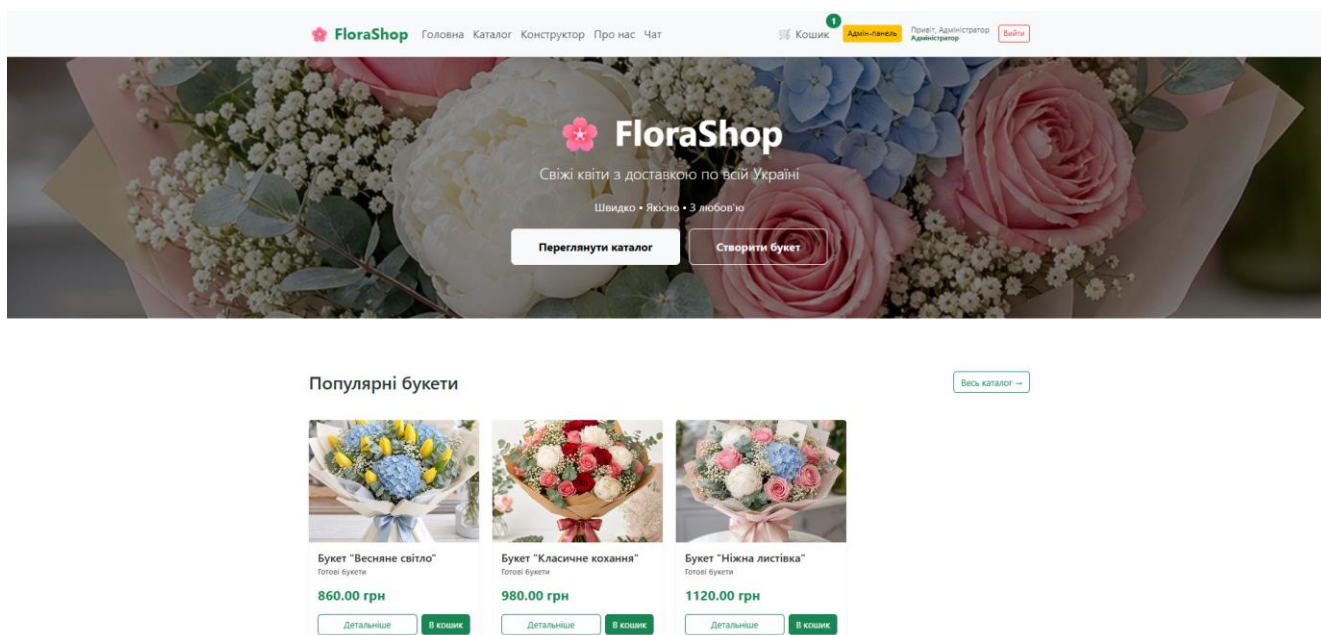 FloraShop Головна Каталог Конструктор Про нас Чат Кошик 1 Адмін-панель Привіт, Адміністратор Вийти
Адміністратор
FloraShop
Свіжі квіти з доставкою по всій Україні
Швидко • Якісно • З любов'ю
Переглянути каталог Створити букет
Популярні букети Весь каталог →
Букет "Весняне світло" Букет "Класичне кохання" Букет "Ніжна листівка"
Готові букети Готові букети Готові букети
860.00 грн 980.00 грн 1120.00 грн
Детальніше В кошик Детальніше В кошик Детальніше В кошик